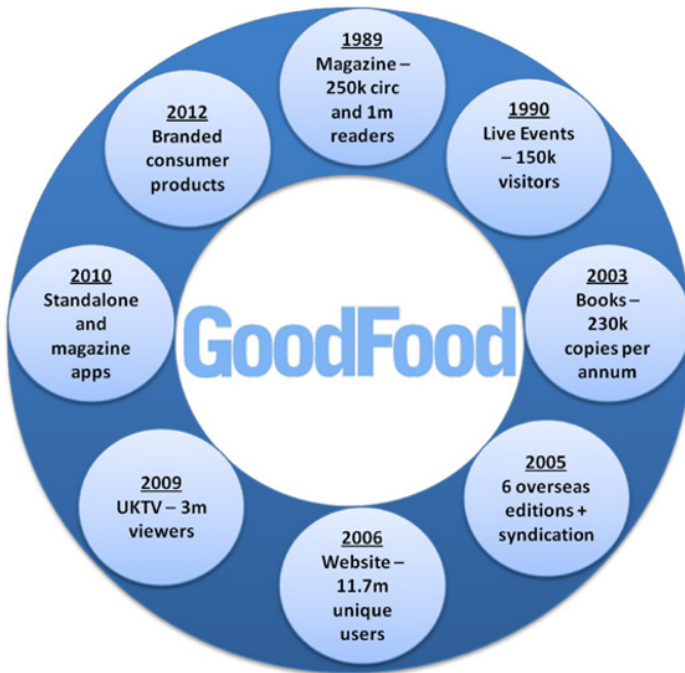 1989
Magazine –
250k circ
and 1m
readers
1990
Live Events
– 150k
visitors
2003
Books –
230k
copies per
annum
2005
6 overseas
editions +
syndication
2006
Website –
11.7m
unique
users
2009
UKTV – 3m
viewers
2010
Standalone
and
magazine
apps
2012
Branded
consumer
products
GoodFood